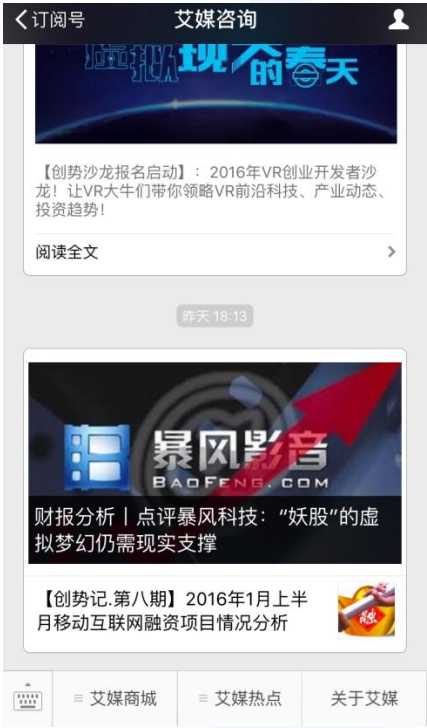 订阅号
艾媒咨询
虚拟现实的春天
【创势沙龙报名启动】：2016年VR创业开发者沙
龙！让VR大牛们带你领略VR前沿科技、产业动态、
投资趋势！
阅读全文
昨天 18:13
暴风影音
BAOFENG.COM
财报分析丨点评暴风科技：“妖股”的虚
拟梦幻仍需现实支撑
【创势记.第八期】2016年1月上半
月移动互联网融资项目情况分析
融
艾媒商城
艾媒热点
关于艾媒